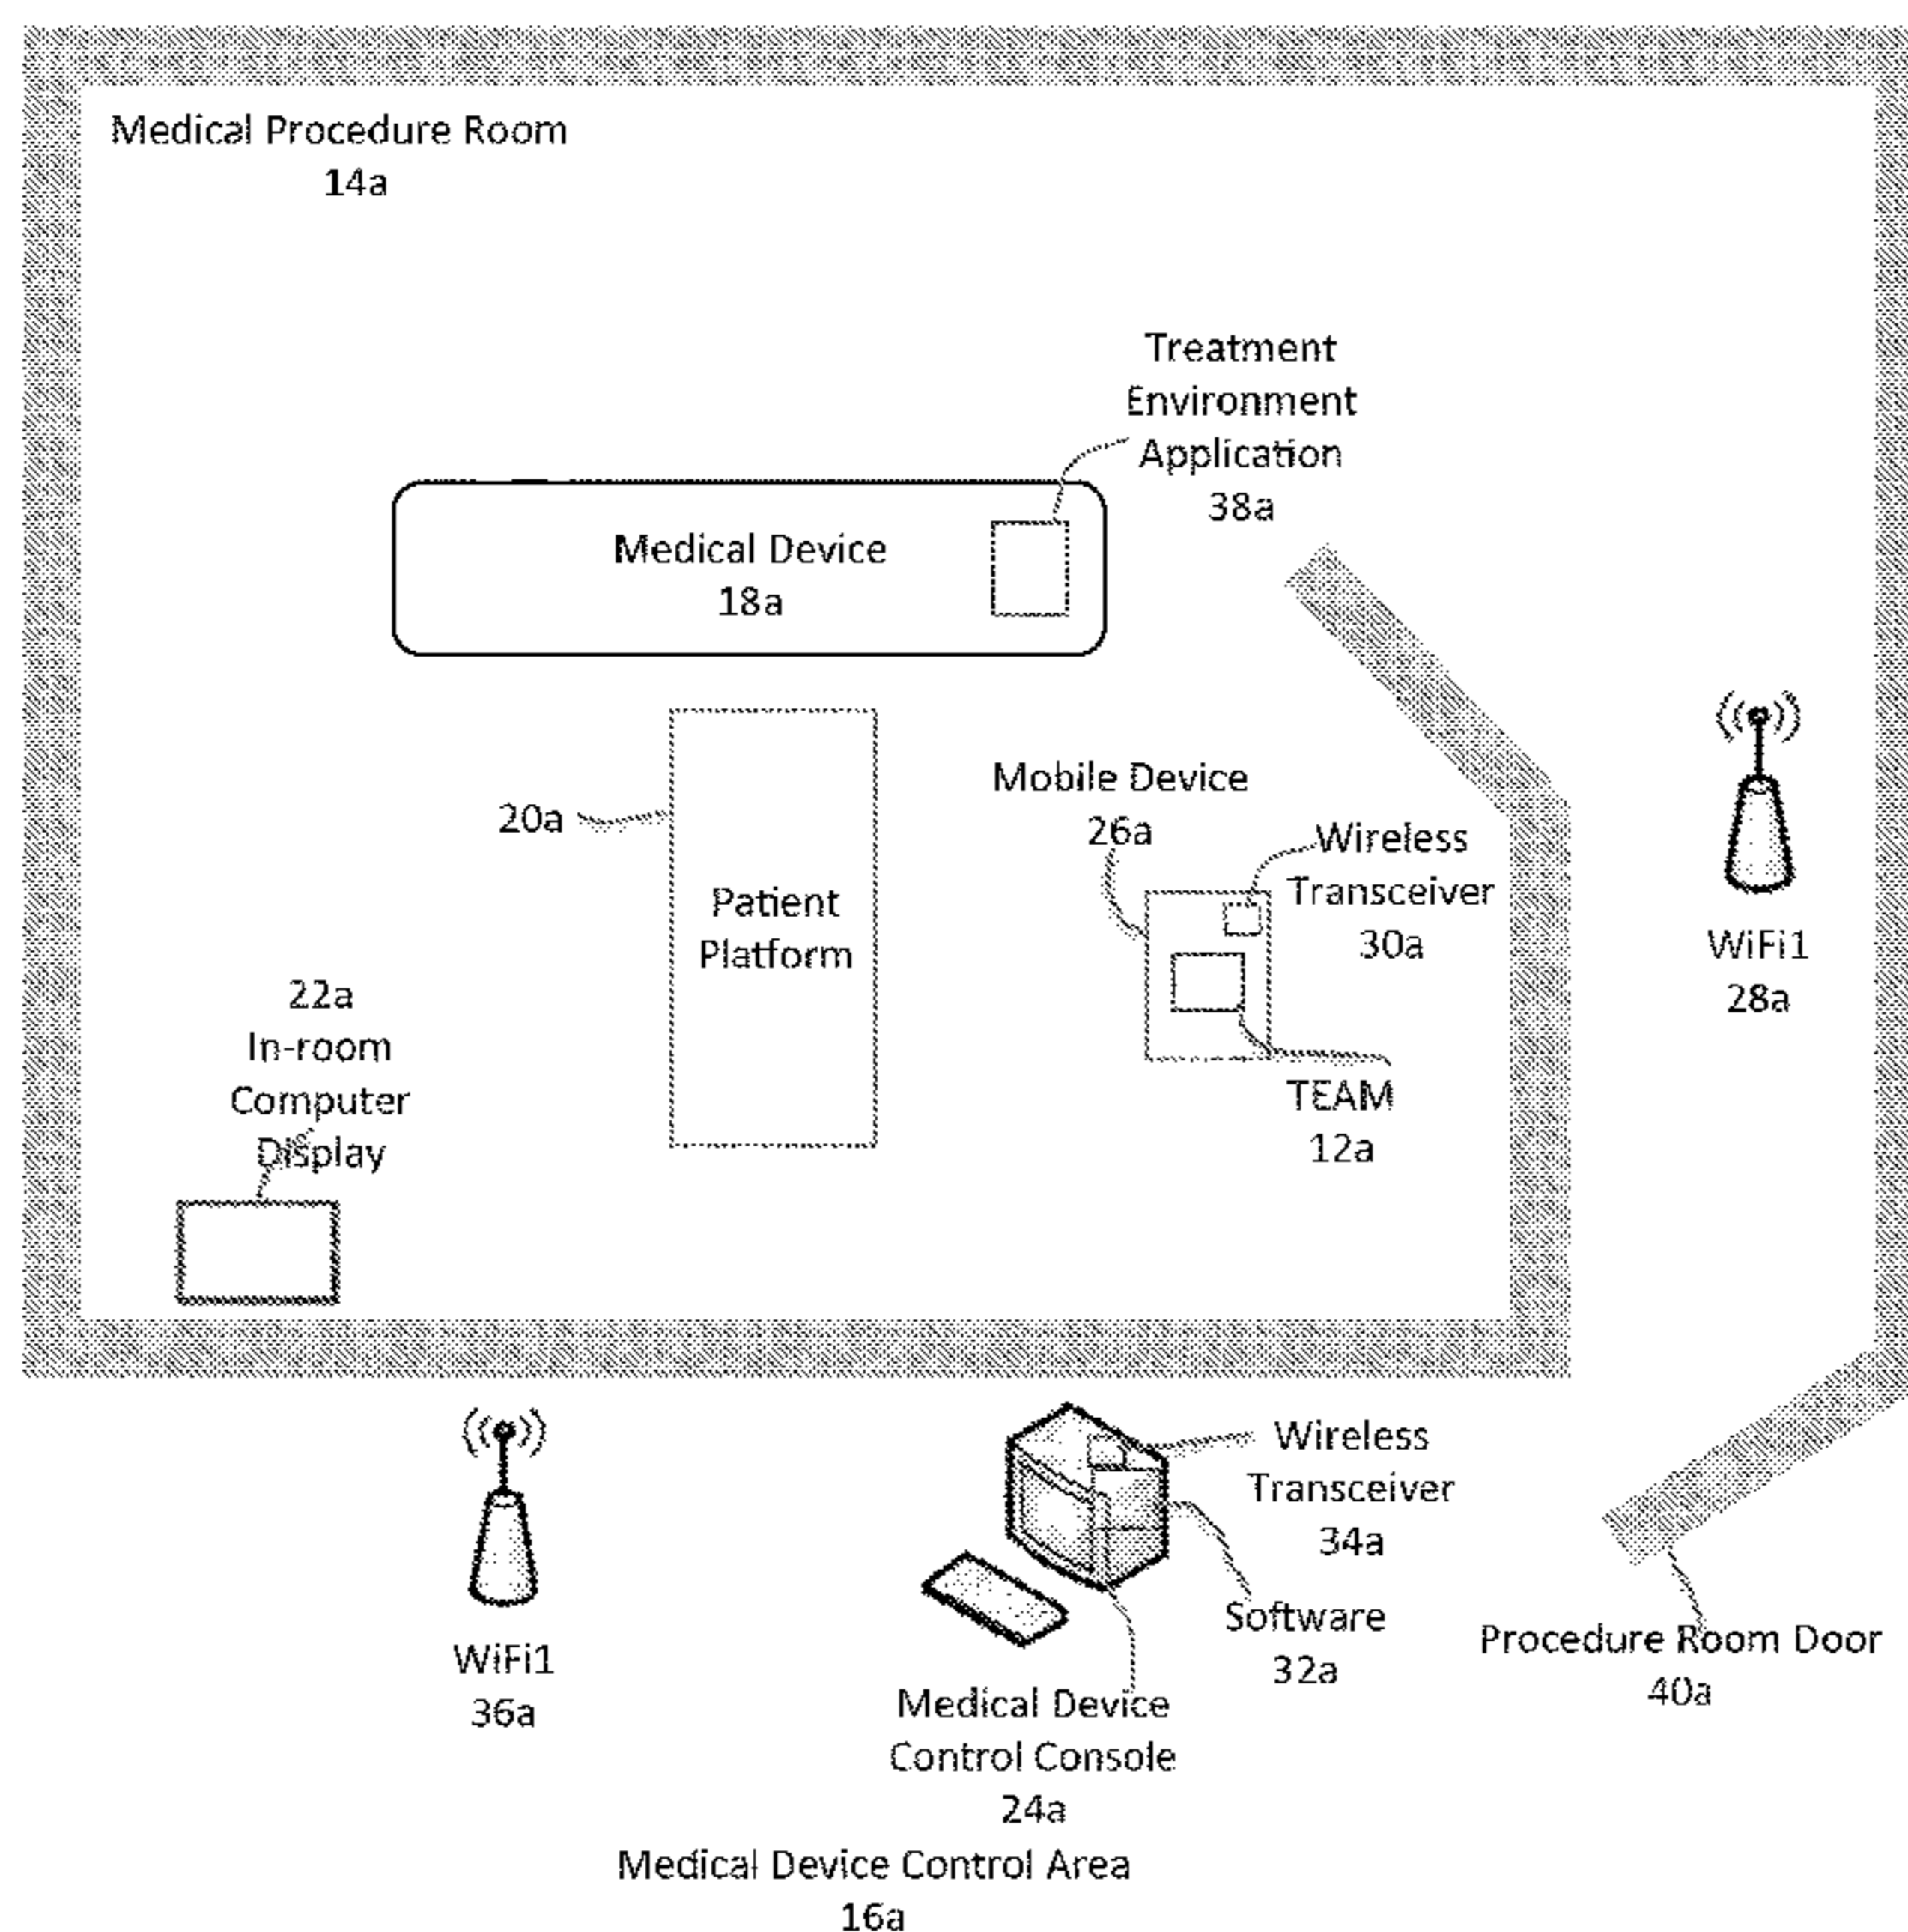 Medical Procedure Room
14a
Treatment
Environment
Application
38a
Medical Device
18a
Mobile Device
26a
20a
Wireless
Transceiver
30a
Patient
Platform
WiFi1
28a
22a
In-room
Computer
Display
TEAM
12a
Wireless
Transceiver
34a
Software
32a
Procedure Room Door
40a
WiFi1
36a
Medical Device
Control Console
24a
Medical Device Control Area
16a